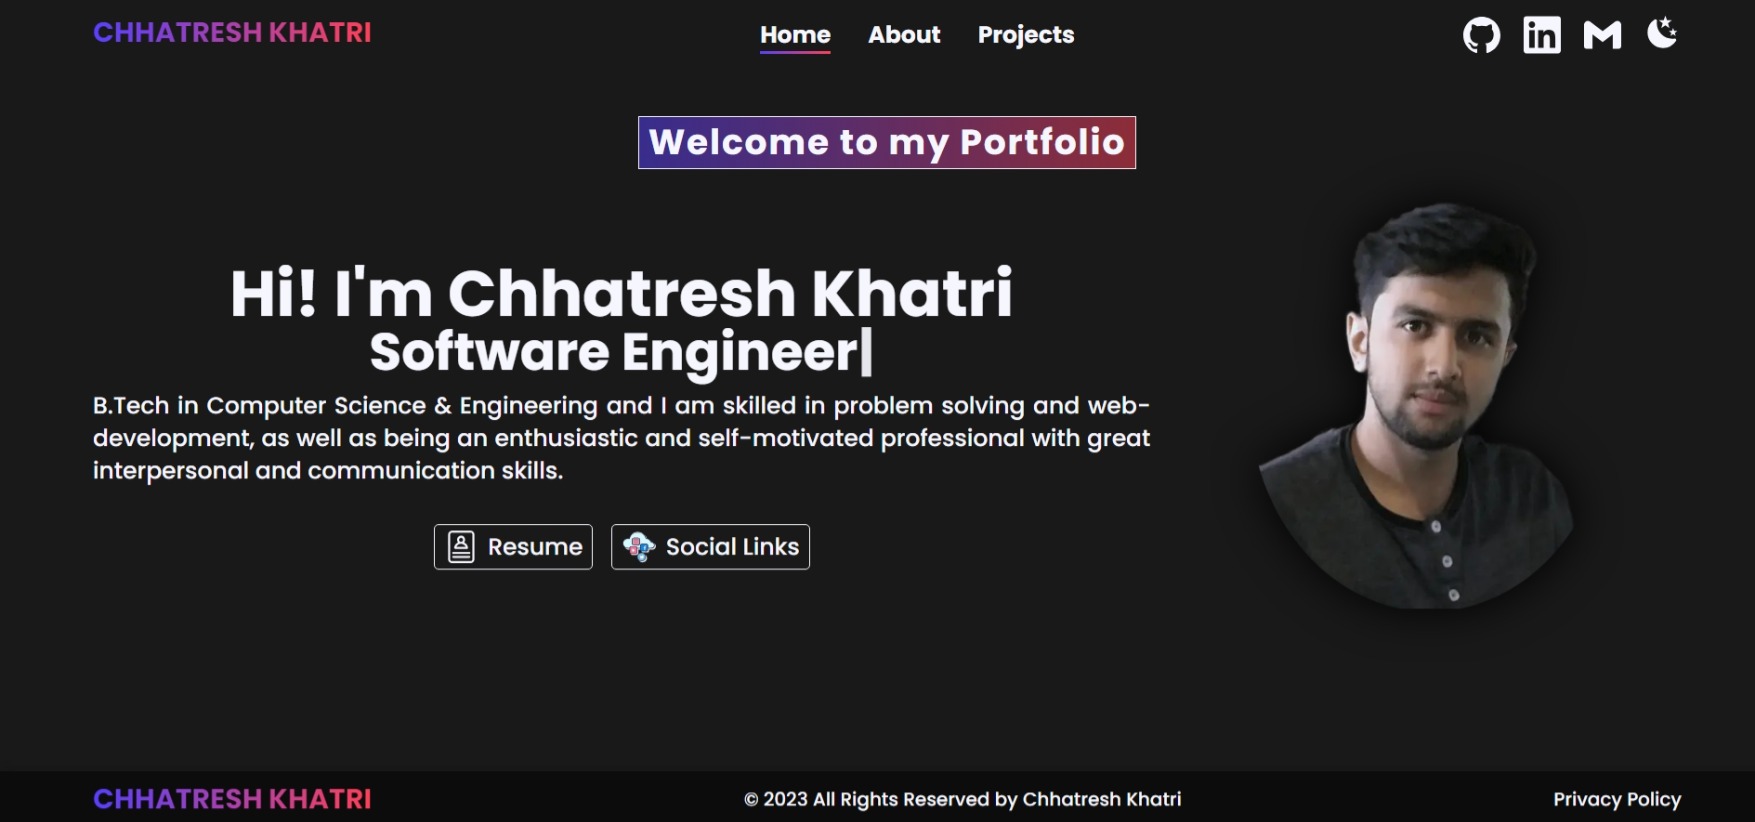 CHHATRESH KHATRI
Home About Projects
Welcome to my Portfolio
Hi! I'm Chhatresh Khatri
Software Engineer|
B.Tech in Computer Science & Engineering and I am skilled in problem solving and web-
development, as well as being an enthusiastic and self-motivated professional with great
interpersonal and communication skills.
Resume Social Links
CHHATRESH KHATRI
© 2023 All Rights Reserved by Chhatresh Khatri
Privacy Policy